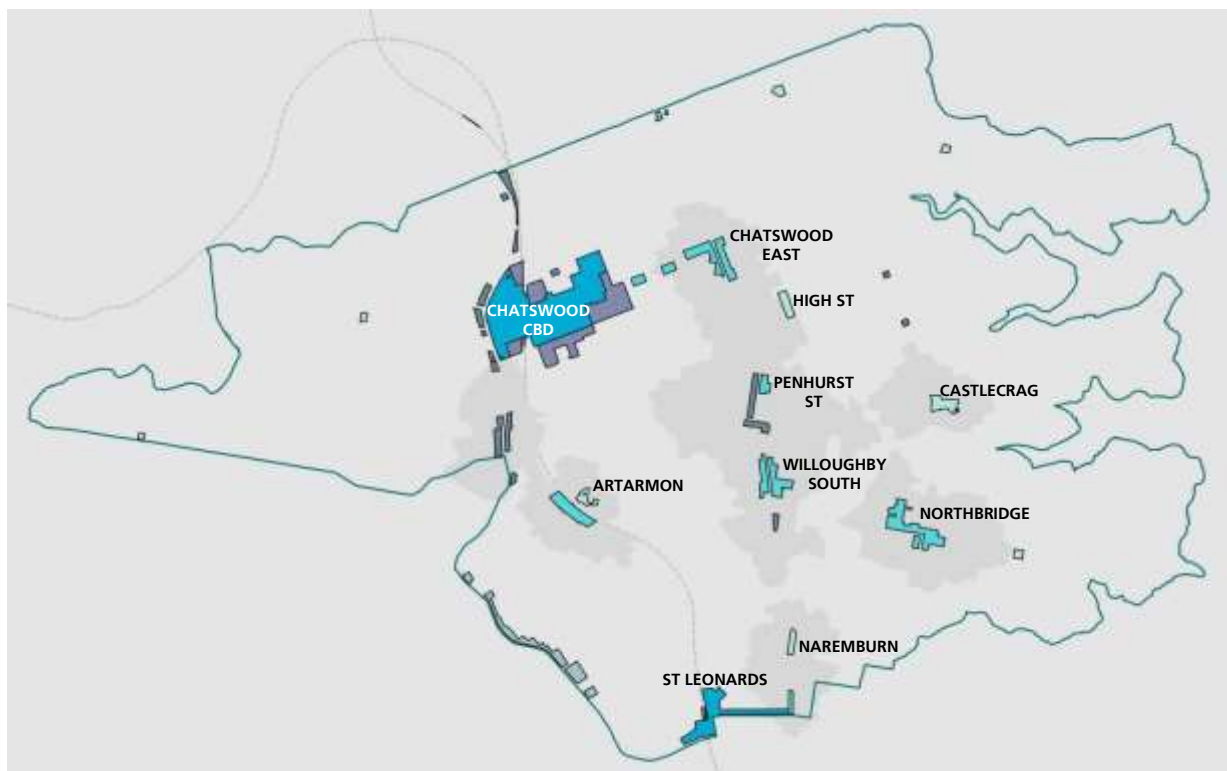 CHATSWOOD
EAST
HIGH ST
CHATSWOOD
CBD
PENHURST
ST
CASTLECRAG
WILLOUGHBY
SOUTH
ARTARMON
NORTHBRIDGE
NAREMBURN
ST LEONARDS